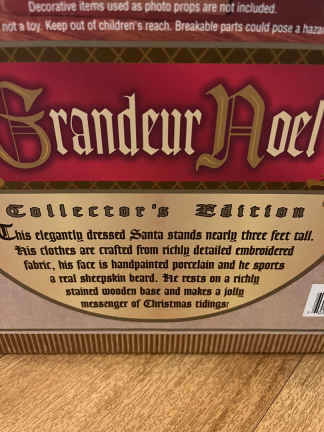 Decorative items used as photo props are not included.
not a toy. Keep out of children's reach. Breakable parts could pose a hazar
Grandeur Noel
Collector's Edition
This elegantly dressed Santa stands nearly three feet tall.
His clothes are crafted from richly detailed embroidered
fabric, his face is handpainted porcelain and he sports
a real sheepskin beard. He rests on a richly
stained wooden base and makes a jolly
messenger of Christmas tidings!